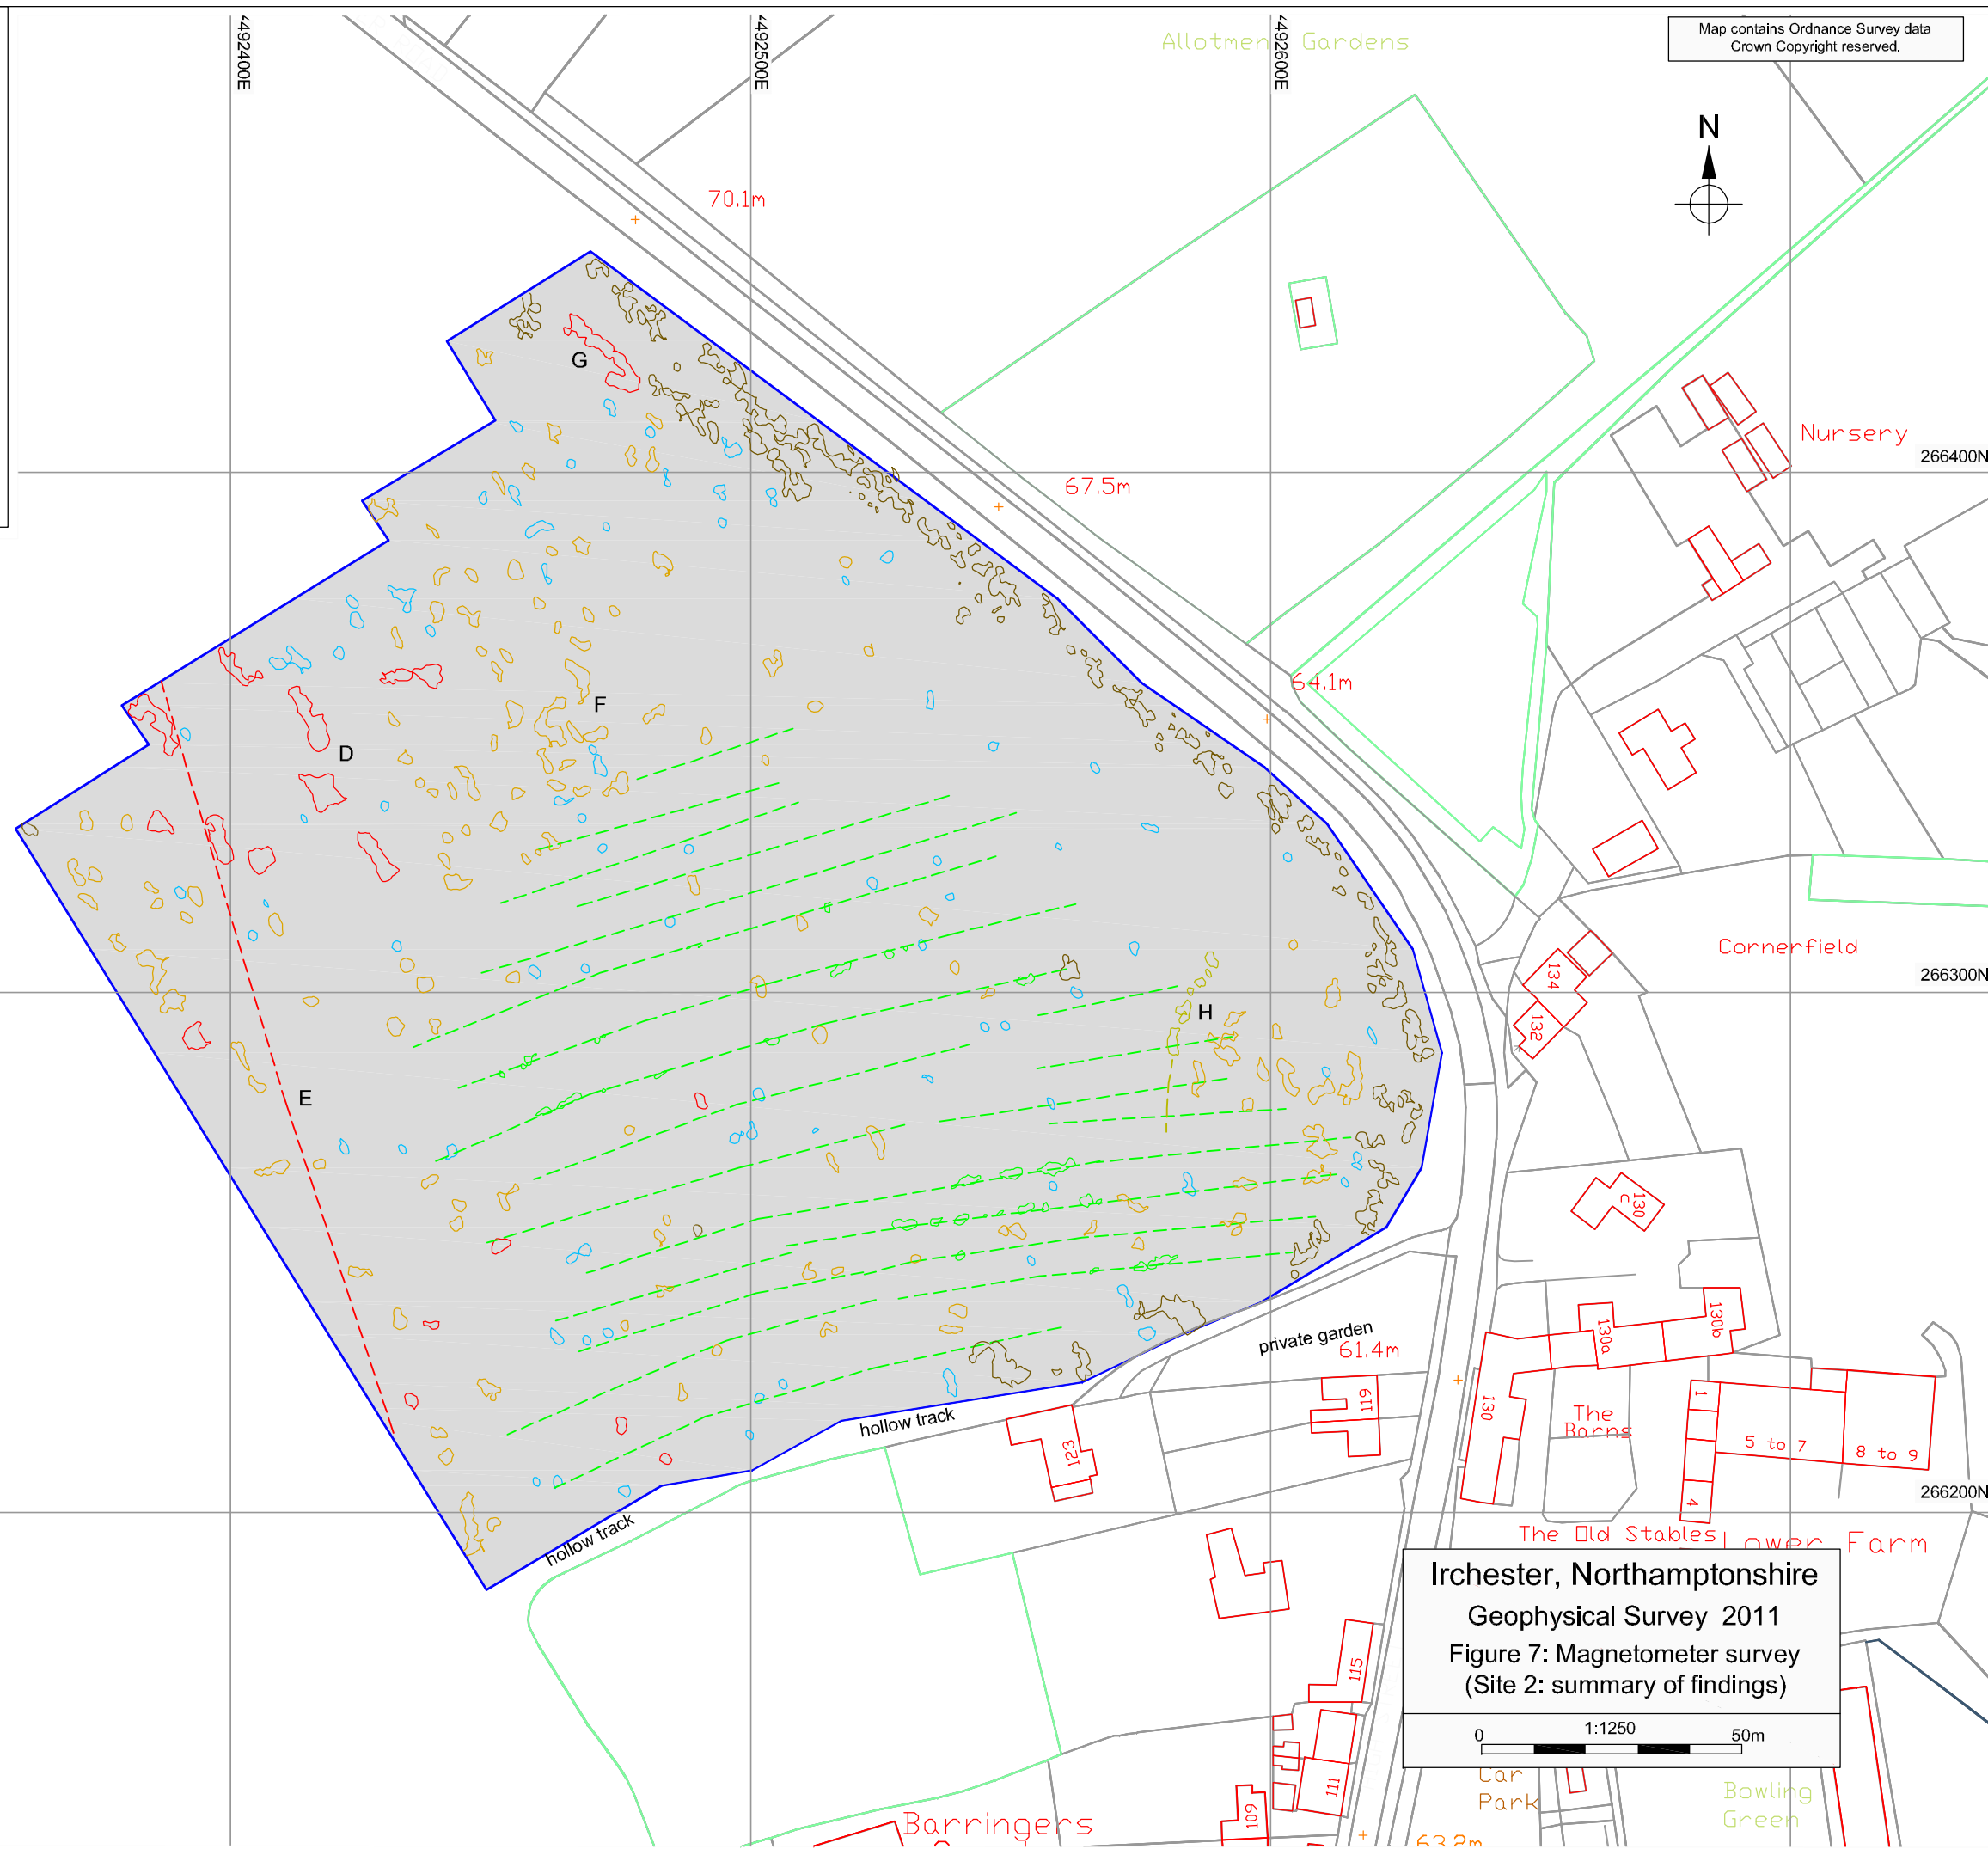 492400E
492500E
492600E
Allotment Gardens
Map contains Ordnance Survey data
Crown Copyright reserved.
N
70.1m
G
Nursery
266400N
67.5m
64.1m
F
D
Cornerfield
134
266300N
132
H
E
130
c
130a
130b
private garden
61.4m
119
130
1
The
Barns
hollow track
123
5 to 7
8 to 9
266200N
4
hollow track
The Old Stables
Lower Farm
Irchester, Northamptonshire
Geophysical Survey 2011
Figure 7: Magnetometer survey
(Site 2: summary of findings)
115
0
1:1250
50m
111
Car
Park
Bowling
Green
109
Barringers
63.2m